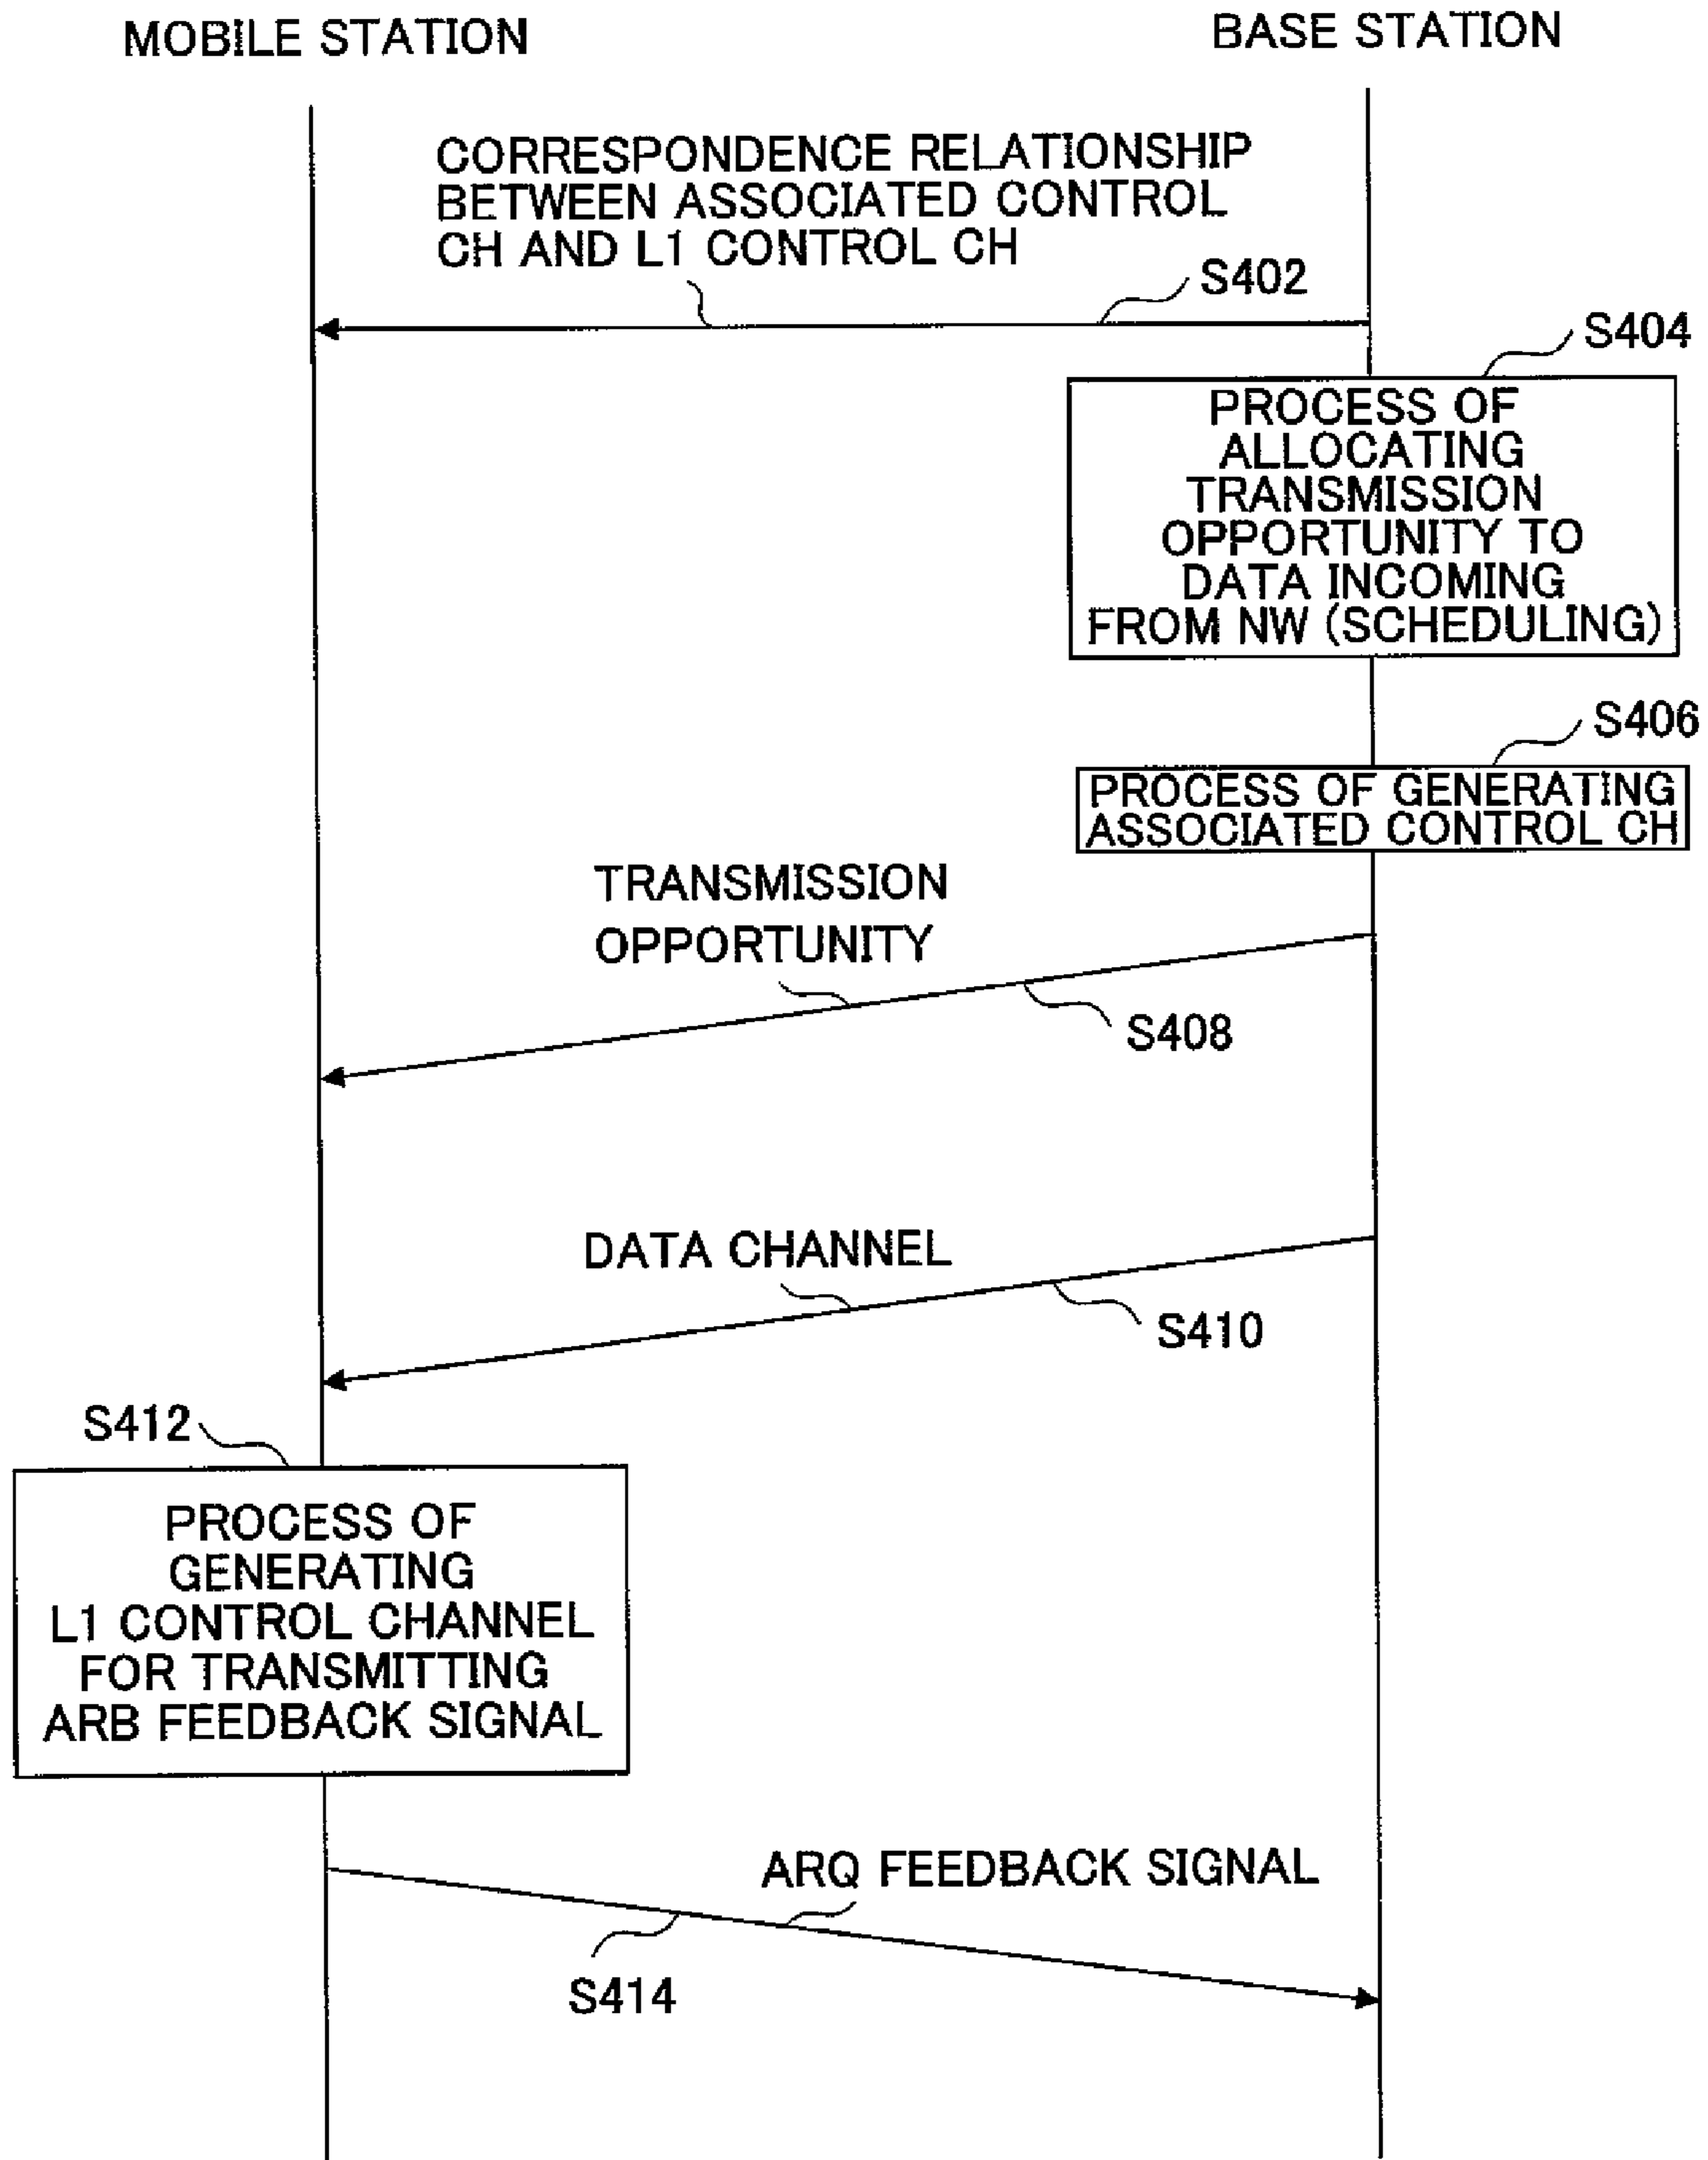 MOBILE STATION
BASE STATION
CORRESPONDENCE RELATIONSHIP
BETWEEN ASSOCIATED CONTROL
CH AND L1 CONTROL CH
S402
S404
PROCESS OF
ALLOCATING
TRANSMISSION
OPPORTUNITY TO
DATA INCOMING
FROM NW (SCHEDULING)
S406
PROCESS OF GENERATING
ASSOCIATED CONTROL CH
TRANSMISSION
OPPORTUNITY
S408
DATA CHANNEL
S410
S412
PROCESS OF
GENERATING
L1 CONTROL CHANNEL
FOR TRANSMITTING
ARB FEEDBACK SIGNAL
ARQ FEEDBACK SIGNAL
S414